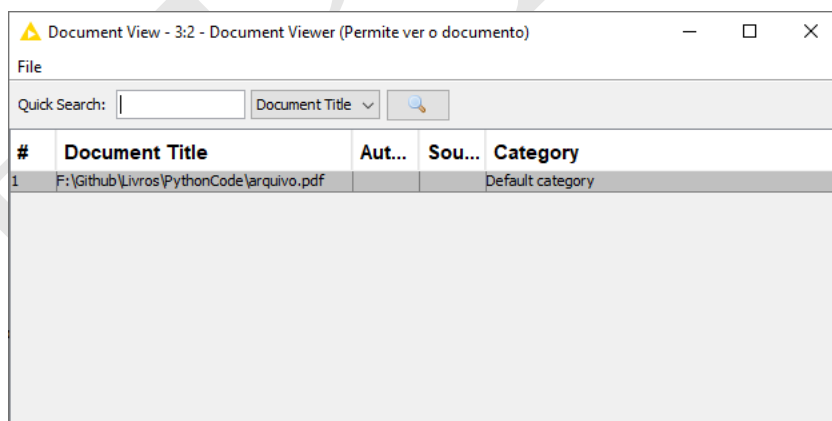 Document View - 3:2 - Document Viewer (Permite ver o documento)
File
Quick Search: Document Title
# Document Title Aut... Sou... Category
1 F:\Github\Livros\PythonCode\arquivo.pdf Default category